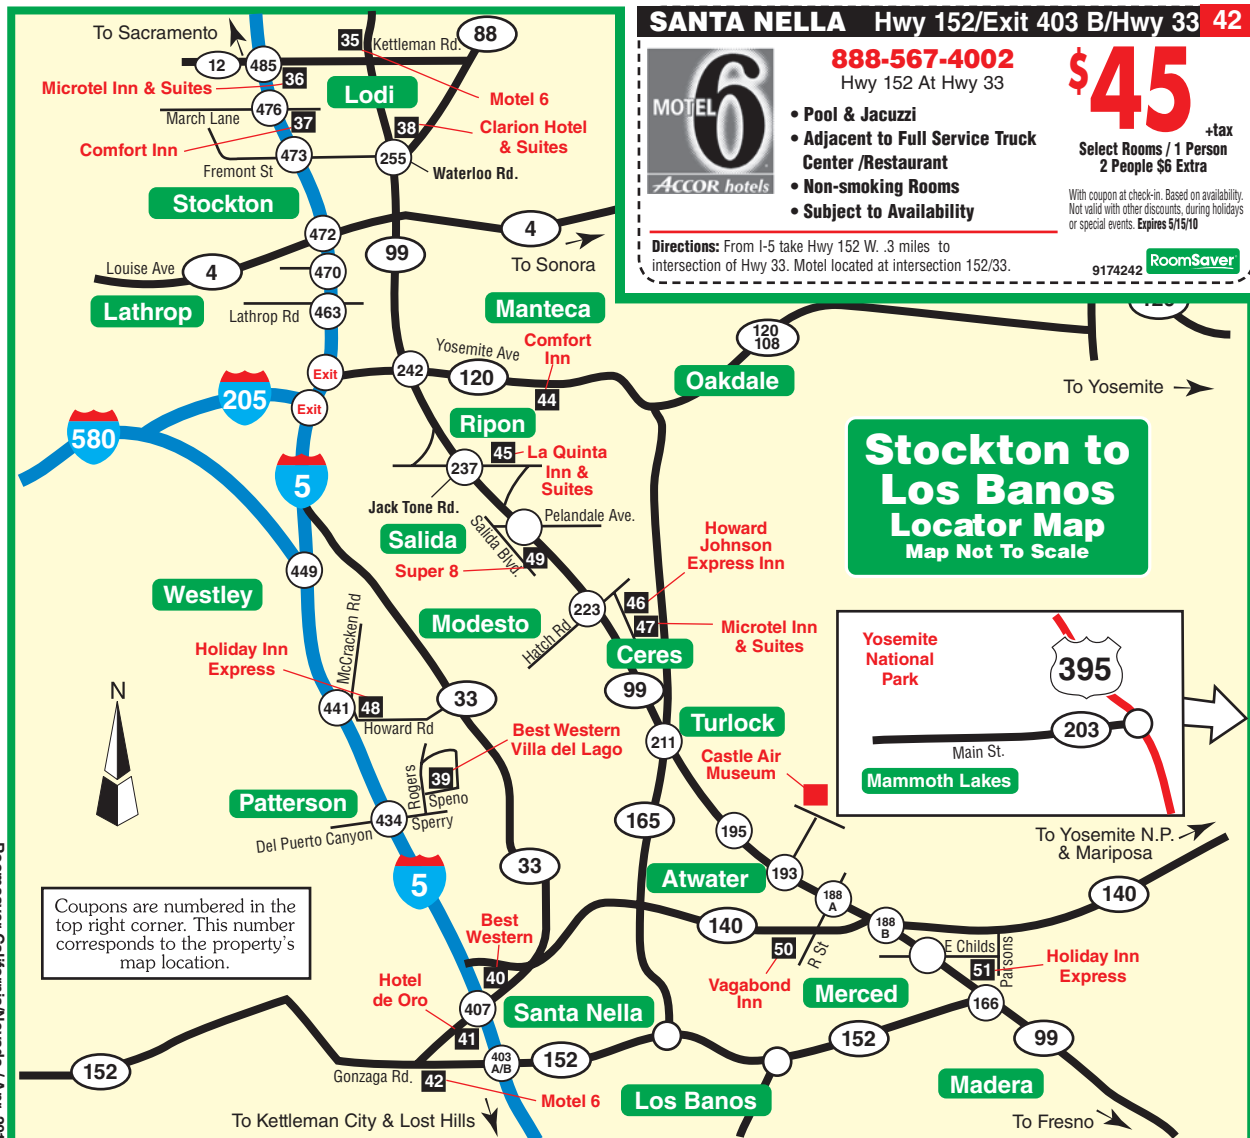 SANTA NELLA Hwy 152/Exit 403 B/Hwy 33 42
MOTEL 6
ACCOR hotels
888-567-4002
Hwy 152 At Hwy 33
• Pool & Jacuzzi
• Adjacent to Full Service Truck
Center /Restaurant
• Non-smoking Rooms
• Subject to Availability
$45
+tax
Select Rooms / 1 Person
2 People $6 Extra
With coupon at check-in. Based on availability.
Not valid with other discounts, during holidays
or special events. Expires 5/15/10
Directions: From I-5 take Hwy 152 W. .3 miles to
intersection of Hwy 33. Motel located at intersection 152/33.
9174242
RoomSaver
To Sacramento
35
Kettleman Rd.
88
12
485
36
Microtel Inn & Suites
Lodi
Motel 6
476
March Lane
37
38
Clarion Hotel
& Suites
Comfort Inn
473
255
Fremont St
Waterloo Rd.
Stockton
472
4
To Sonora
99
Louise Ave
4
470
Lathrop
Lathrop Rd
463
Manteca
120
108
To Yosemite
Exit
242
Yosemite Ave
120
Comfort
Inn
44
Oakdale
205
Exit
580
Ripon
5
237
45
La Quinta
Inn &
Suites
Jack Tone Rd.
Pelandale Ave.
Salida
Salida Blvd.
49
Super 8
Stockton to
Los Banos
Locator Map
Map Not To Scale
449
Westley
Howard
Johnson
Express Inn
223
46
47
Modesto
Hatch Rd
Microtel Inn
& Suites
Ceres
McCracken Rd
Holiday Inn
Express
99
441
48
Howard Rd
33
Turlock
211
N
Best Western
Villa del Lago
Castle Air
Museum
39
Rogers
Speno
Patterson
434
Sperry
Del Puerto Canyon
165
195
Yosemite
National
Park
395
203
Main St.
Mammoth Lakes
To Yosemite N.P.
& Mariposa
5
33
Atwater
193
188
A
140
Coupons are numbered in the
top right corner. This number
corresponds to the property's
map location.
Best
Western
140
188
B
50
R St
E Childs
Parsons
51
Holiday Inn
Express
40
Vagabond
Inn
Merced
Hotel
de Oro
407
Santa Nella
166
41
403
A/B
152
152
99
152
Gonzaga Rd.
42
Motel 6
Los Banos
Madera
To Kettleman City & Lost Hills
To Fresno